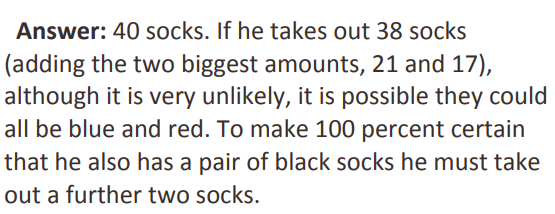 Answer: 40 socks. If he takes out 38 socks
(adding the two biggest amounts, 21 and 17),
although it is very unlikely, it is possible they could
all be blue and red. To make 100 percent certain
that he also has a pair of black socks he must take
out a further two socks.